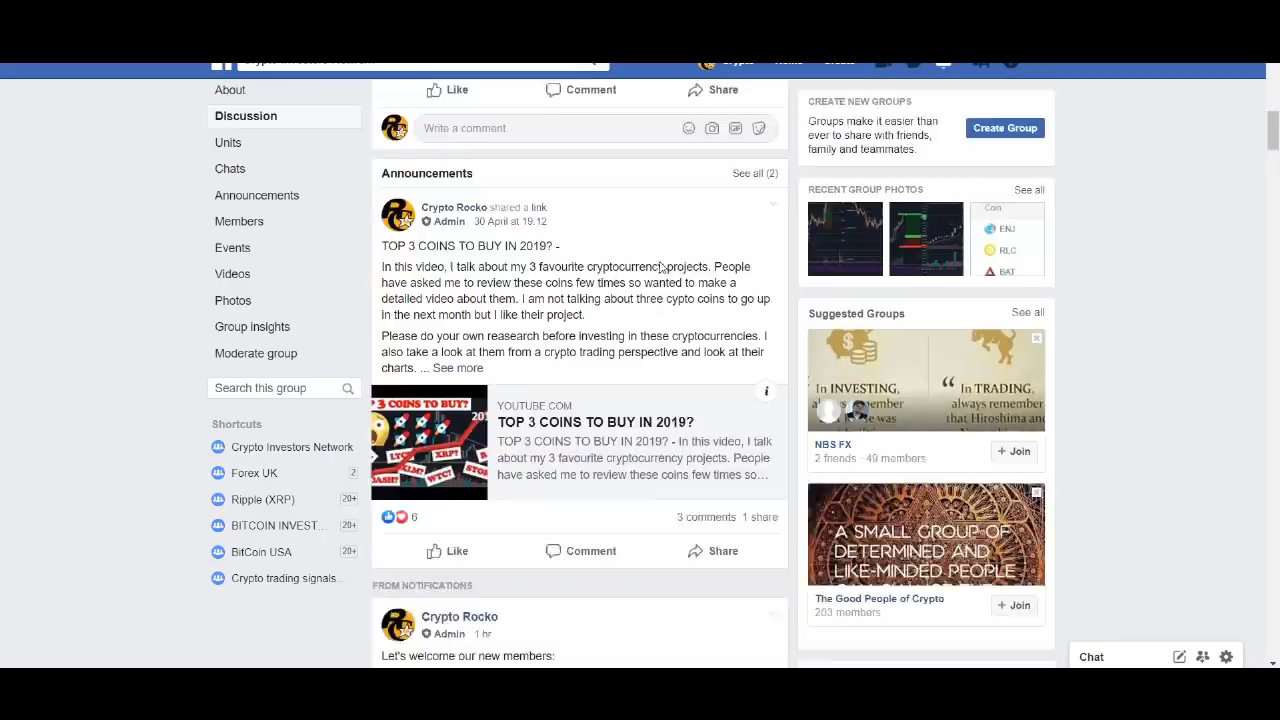 About
Like
Comment
Share
Discussion
Write a comment
GIF
Units
Chats
Announcements
Members
Events
Videos
Photos
Group insights
Moderate group
Search this group
Shortcuts
Crypto Investors Network
Forex UK
2
Ripple (XRP)
20+
BITCOIN INVEST...
20+
BitCoin USA
20+
Crypto trading signals...
Announcements
See all (2)
Crypto Rocko shared a link.
Admin 30 April at 19:12
TOP 3 COINS TO BUY IN 2019? -
In this video, I talk about my 3 favourite cryptocurrency projects. People
have asked me to review these coins few times so wanted to make a
detailed video about them. I am not talking about three cypto coins to go up
in the next month but I like their project.
Please do your own reasearch before investing in these cryptocurrencies. I
also take a look at them from a crypto trading perspective and look at their
charts. ... See more
3 COINS TO BUY?
201
LTC
XRP?
XLM?
DASH?
WTC?
YOUTUBE.COM
TOP 3 COINS TO BUY IN 2019?
TOP 3 COINS TO BUY IN 2019? - In this video, I talk
about my 3 favourite cryptocurrency projects. People
have asked me to review these coins few times so...
6
3 comments 1 share
Like
Comment
Share
FROM NOTIFICATIONS
Crypto Rocko
Admin 1 hr
Let's welcome our new members:
CREATE NEW GROUPS
Groups make it easier than
ever to share with friends,
family and teammates.
Create Group
RECENT GROUP PHOTOS
See all
Coin
ENJ
RLC
BAT
Suggested Groups
See all
In INVESTING,
always remember
“ In TRADING,
always remember
that Hiroshima and
NBS FX
2 friends - 49 members
+ Join
A SMALL GROUP OF
DETERMINED AND
LIKE-MINDED PEOPLE
The Good People of Crypto
203 members
+ Join
Chat